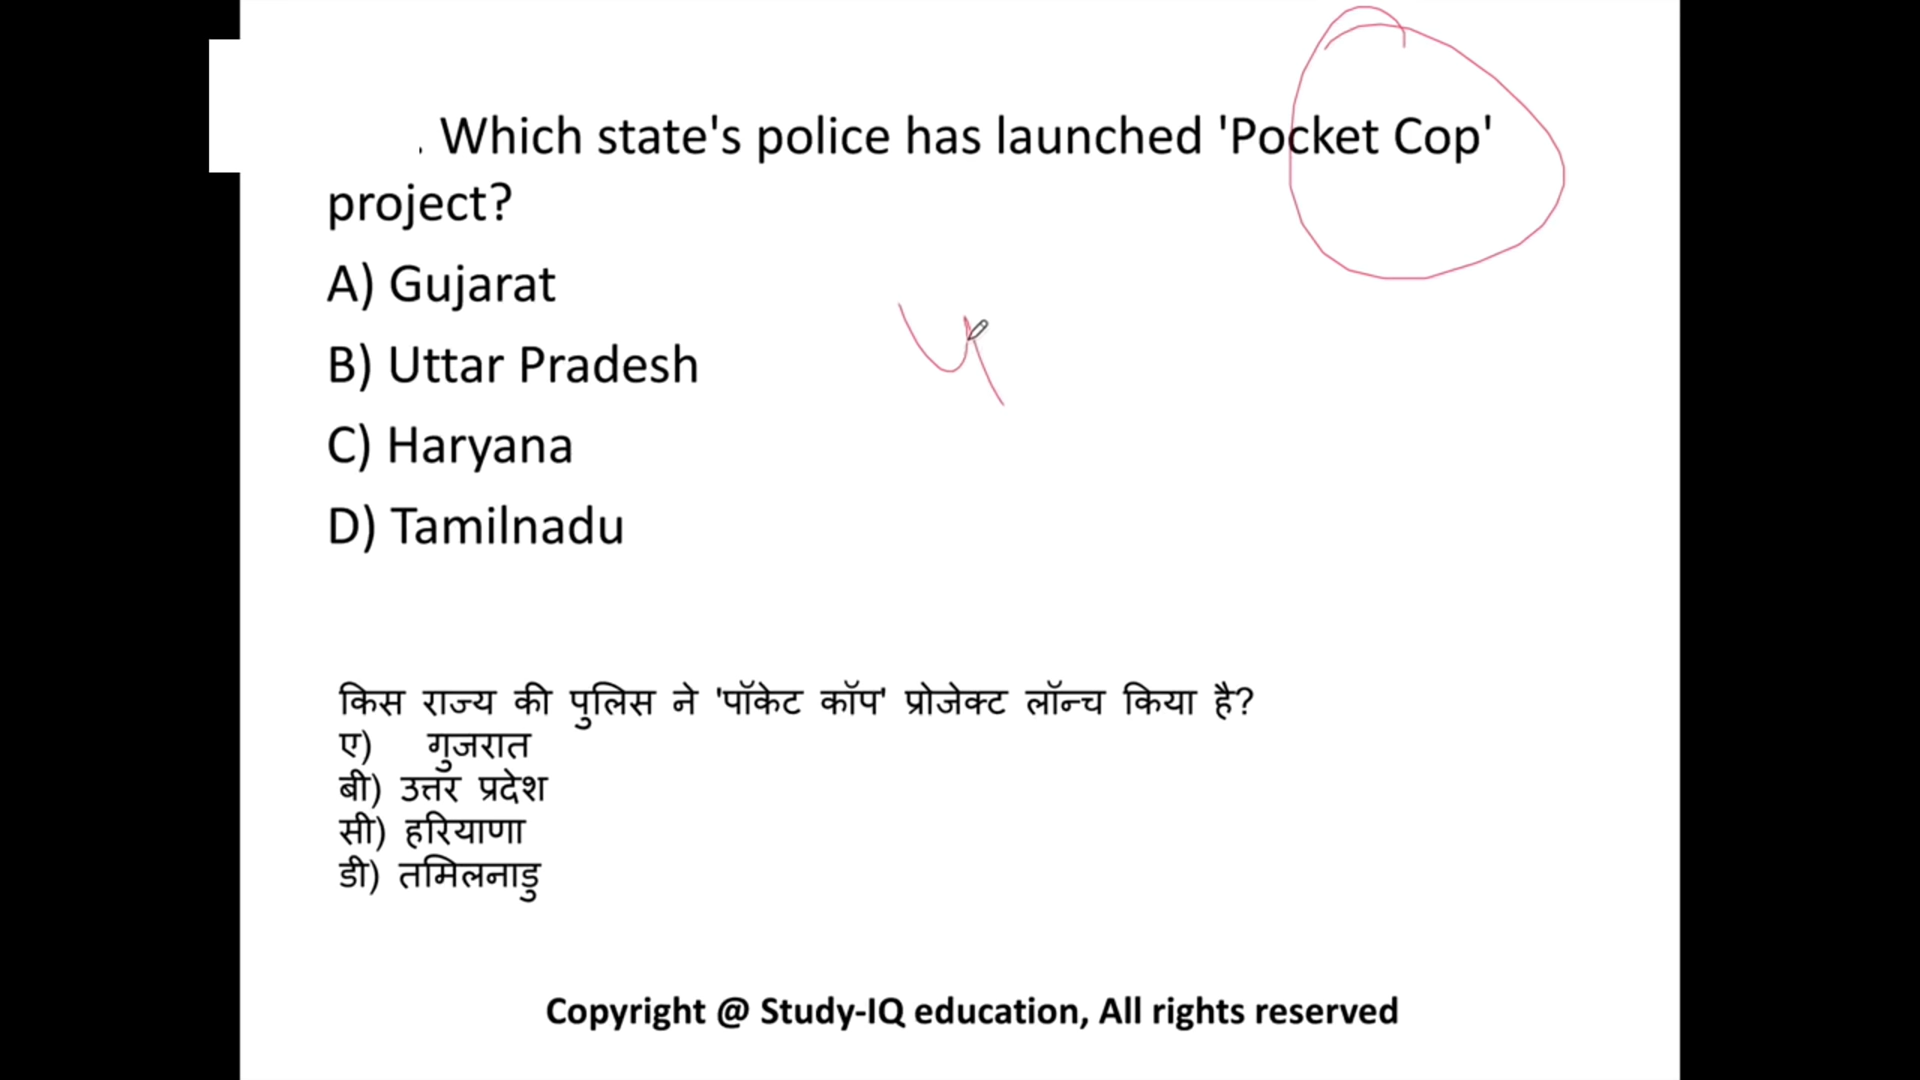 . Which state's police has launched 'Pocket Cop'
project?
A) Gujarat
B) Uttar Pradesh
C) Haryana
D) Tamilnadu
किस राज्य की पुलिस ने 'पॉकेट कॉप' प्रोजेक्ट लॉन्च किया है?
ए) गुजरात
बी) उत्तर प्रदेश
सी) हरियाणा
डी) तमिलनाडु
Copyright @ Study-IQ education, All rights reserved